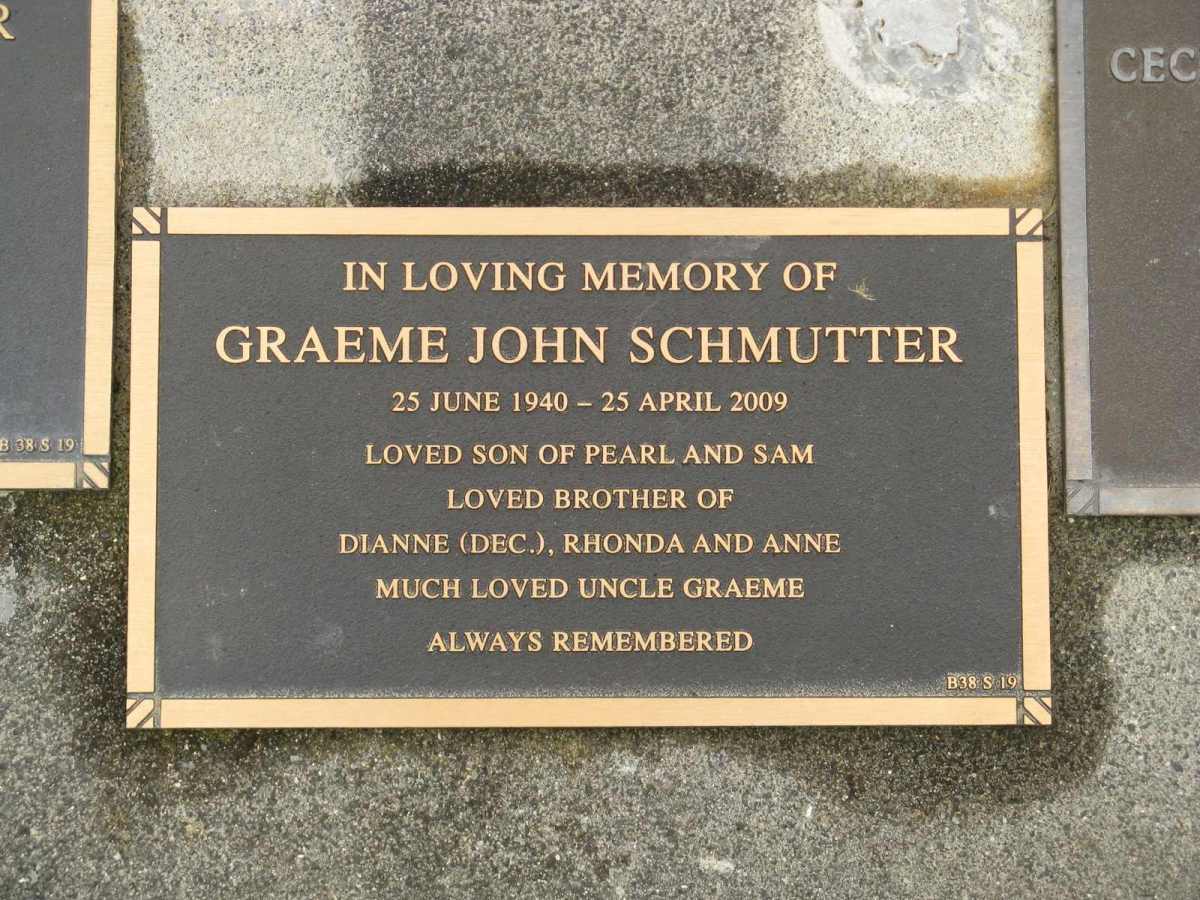 R
B 38 S 19
IN LOVING MEMORY OF
GRAEME JOHN SCHMUTTER
25 JUNE 1940 – 25 APRIL 2009
LOVED SON OF PEARL AND SAM
LOVED BROTHER OF
DIANNE (DEC.), RHONDA AND ANNE
MUCH LOVED UNCLE GRAEME
ALWAYS REMEMBERED
B38 S 19
CEC